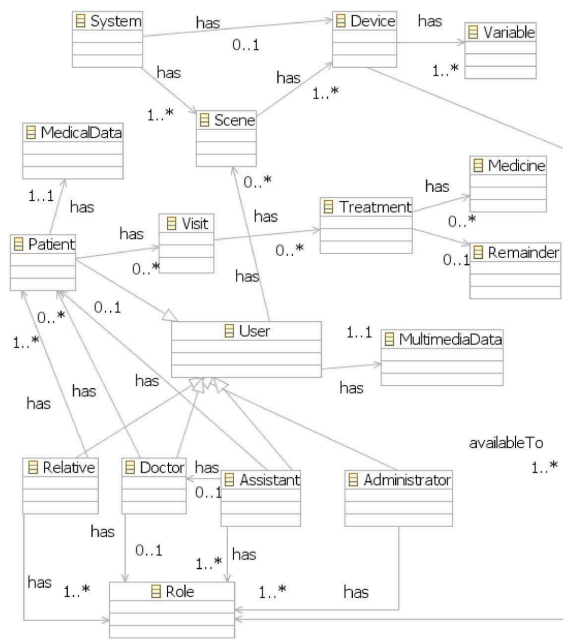 System
has
Device
has
Variable
0..1
has
has
1..*
1..*
1..*
Scene
MedicalData
0..*
Medicine
1..1
has
has
Treatment
has
Visit
has
0..*
Patient
0..*
0..*
has
0..1
Remainder
0..*
0..1
1..*
User
1..1
MultimediaData
has
has
has
has
availableTo
1..*
Relative
Doctor
has
Assistant
Administrator
0..1
has
0..1
has
1..*
has
1..*
Role
1..*
has